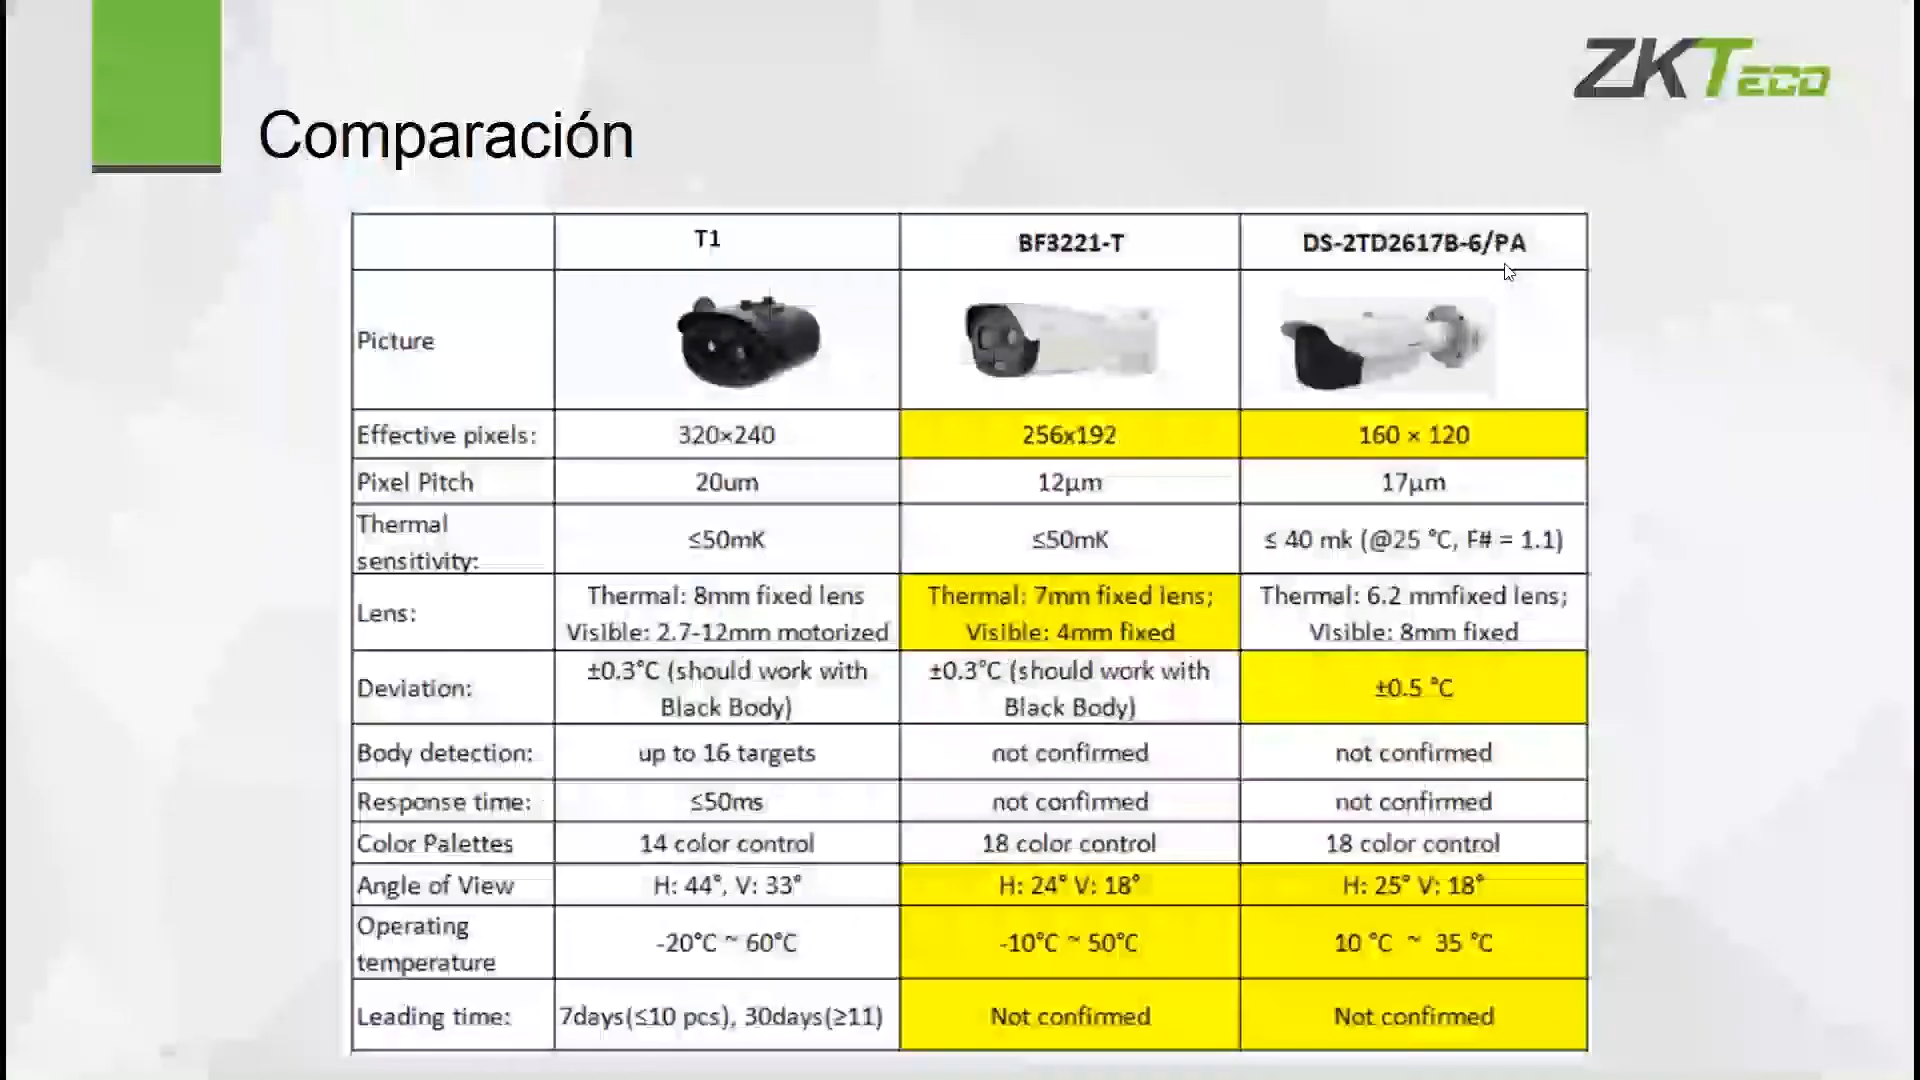 ZKTeco
Comparación
T1 BF3221-T DS-2TD2617B-6/PA
Picture
Effective pixels: 320×240 256x192 160 × 120
Pixel Pitch 20um 12µm 17µm
Thermal
sensitivity: ≤50mK ≤50mK ≤ 40 mk (@25 °C, F# = 1.1)
Lens: Thermal: 8mm fixed lens Thermal: 7mm fixed lens; Thermal: 6.2 mmfixed lens;
Visible: 2.7-12mm motorized Visible: 4mm fixed Visible: 8mm fixed
Deviation: ±0.3°C (should work with ±0.3°C (should work with ±0.5 °C
Black Body) Black Body)
Body detection: up to 16 targets not confirmed not confirmed
Response time: ≤50ms not confirmed not confirmed
Color Palettes 14 color control 18 color control 18 color control
Angle of View H: 44°, V: 33° H: 24° V: 18° H: 25° V: 18°
Operating
temperature -20°C ~ 60°C -10°C ~ 50°C 10 °C ~ 35 °C
Leading time: 7days(≤10 pcs), 30days(≥11) Not confirmed Not confirmed